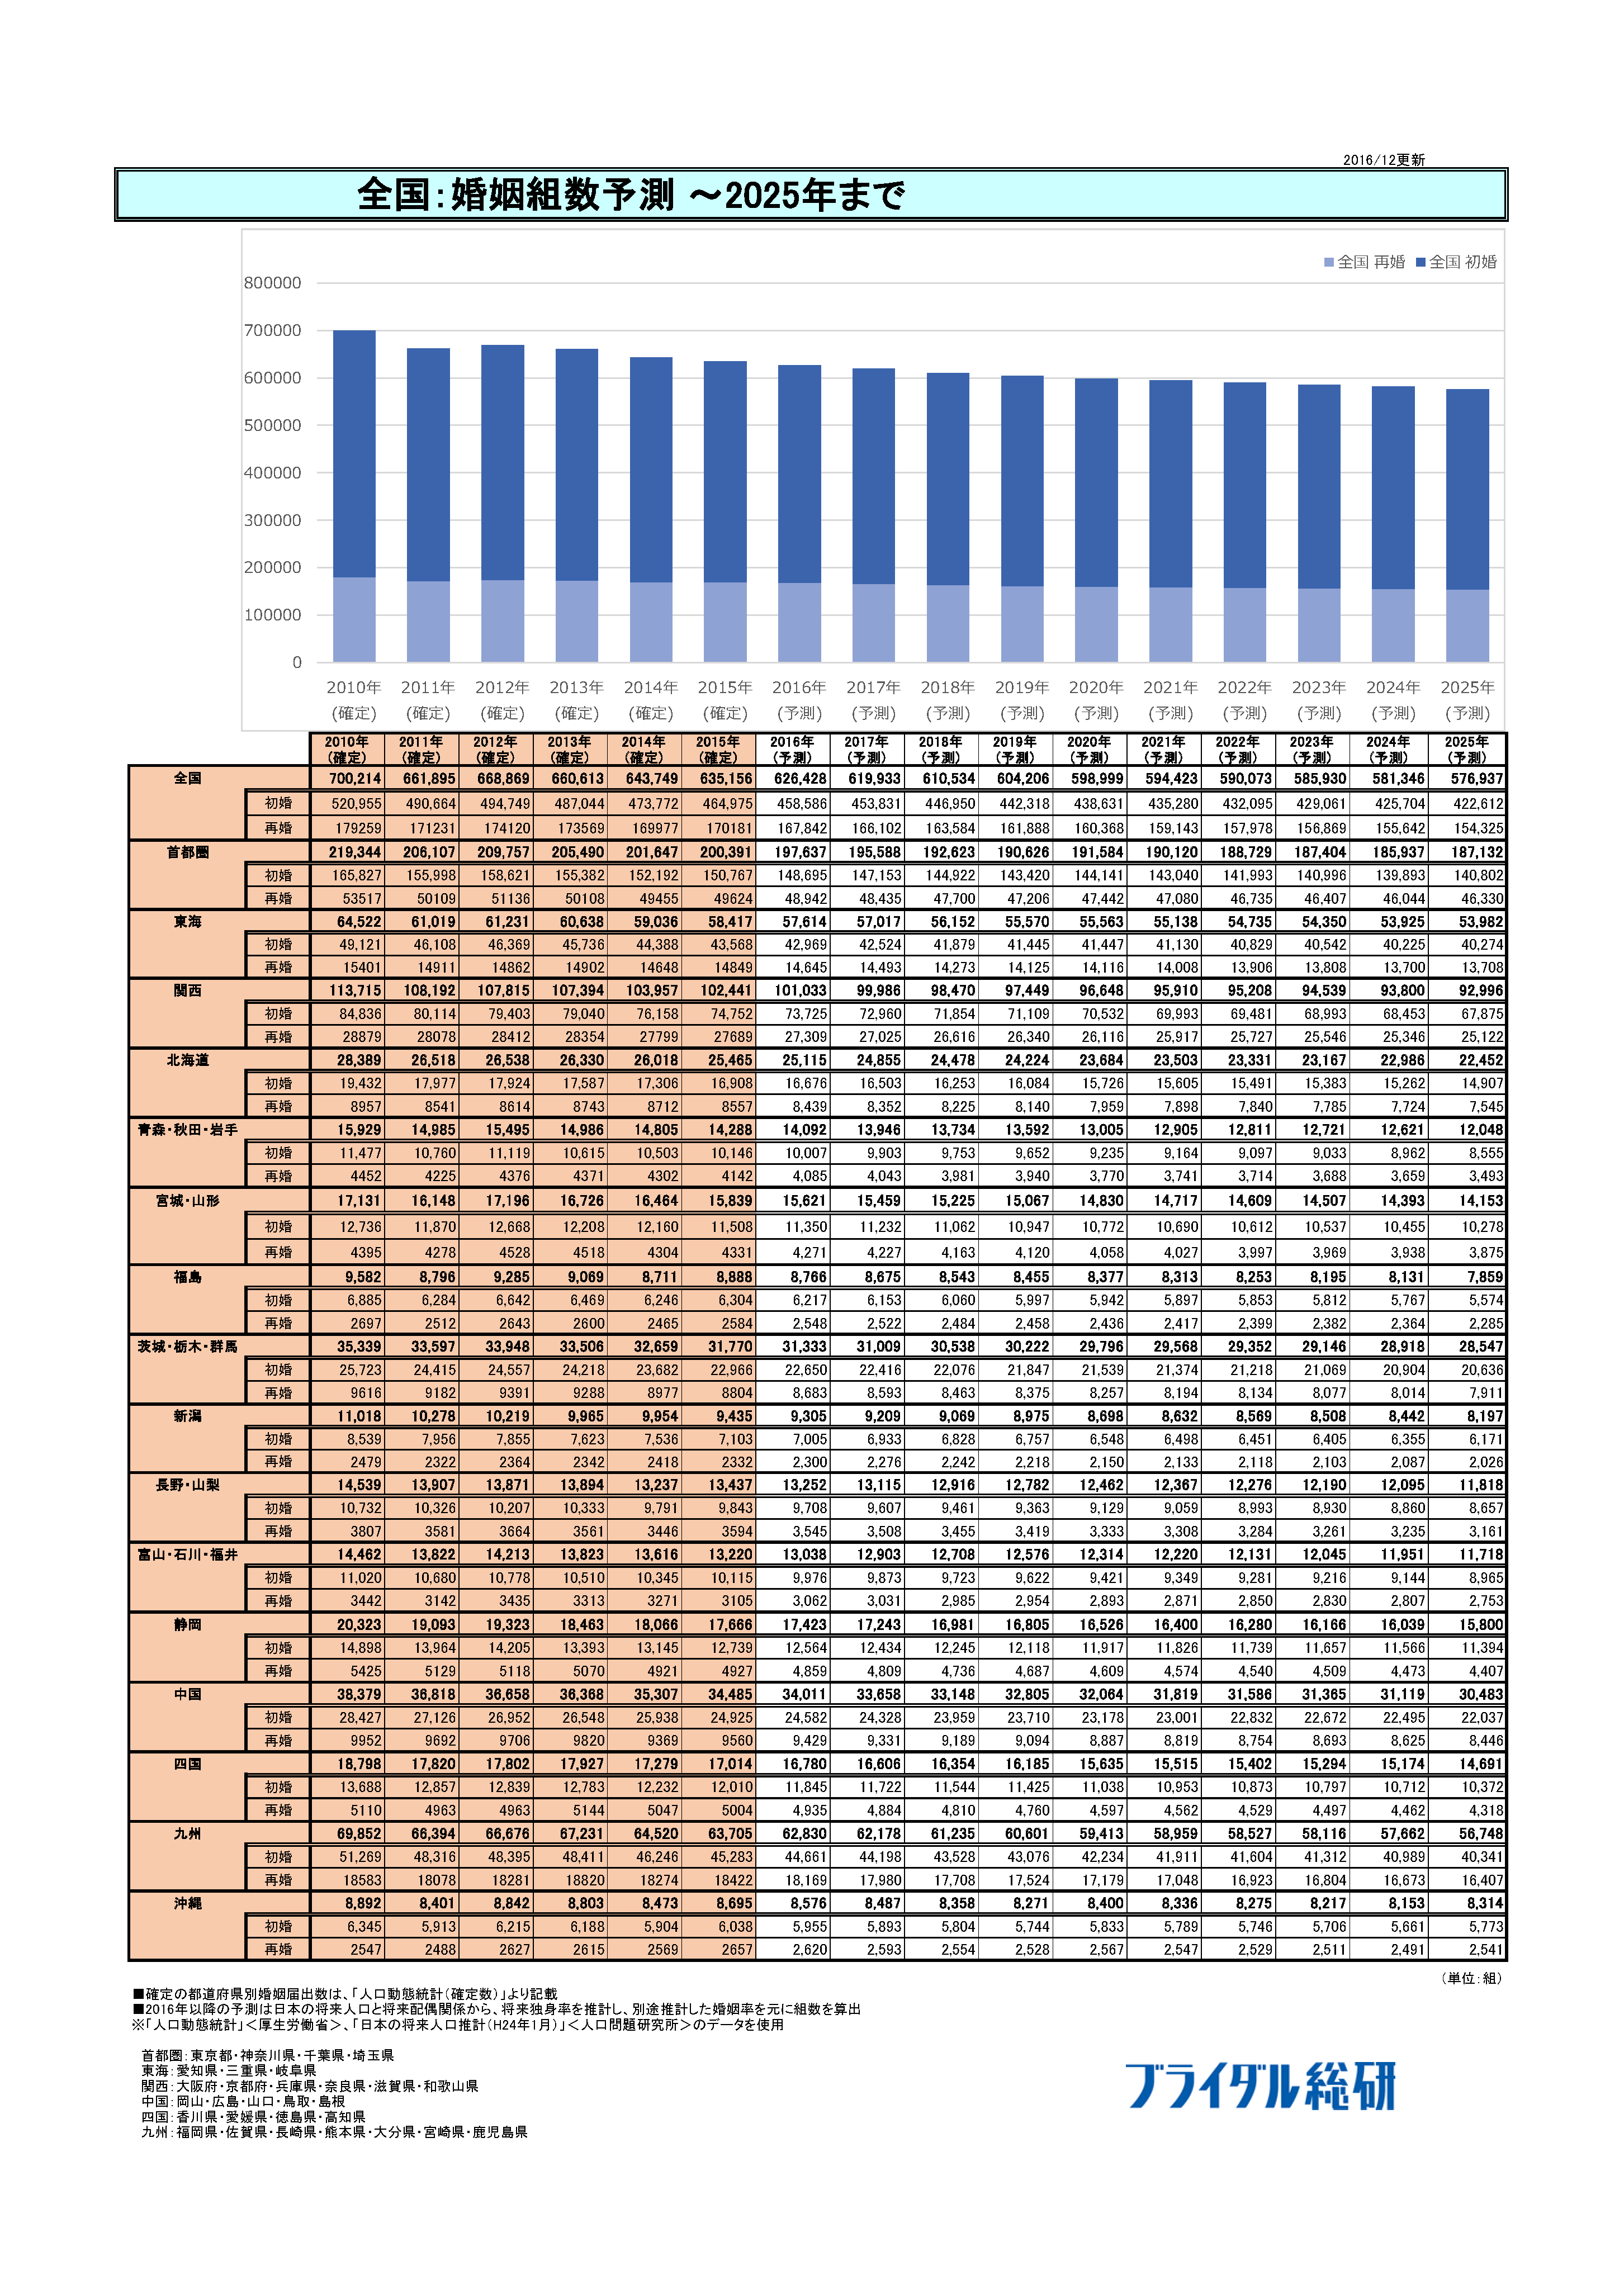 2016/12更新
全国：婚姻組数予測 ～2025年まで
全国 再婚 全国 初婚
800000
700000
600000
500000
400000
300000
200000
100000
0
2010年 2011年 2012年 2013年 2014年 2015年 2016年 2017年 2018年 2019年 2020年 2021年 2022年 2023年 2024年 2025年
(確定) (確定) (確定) (確定) (確定) (確定) (予測) (予測) (予測) (予測) (予測) (予測) (予測) (予測) (予測) (予測)
2010年 2011年 2012年 2013年 2014年 2015年 2016年 2017年 2018年 2019年 2020年 2021年 2022年 2023年 2024年 2025年
(確定) (確定) (確定) (確定) (確定) (確定) (予測) (予測) (予測) (予測) (予測) (予測) (予測) (予測) (予測) (予測)
全国 700,214 661,895 668,869 660,613 643,749 635,156 626,428 619,933 610,534 604,206 598,999 594,423 590,073 585,930 581,346 576,937
初婚 520,955 490,664 494,749 487,044 473,772 464,975 458,586 453,831 446,950 442,318 438,631 435,280 432,095 429,061 425,704 422,612
再婚 179259 171231 174120 173569 169977 170181 167,842 166,102 163,584 161,888 160,368 159,143 157,978 156,869 155,642 154,325
首都圏 219,344 206,107 209,757 205,490 201,647 200,391 197,637 195,588 192,623 190,626 191,584 190,120 188,729 187,404 185,937 187,132
初婚 165,827 155,998 158,621 155,382 152,192 150,767 148,695 147,153 144,922 143,420 144,141 143,040 141,993 140,996 139,893 140,802
再婚 53517 50109 51136 50108 49455 49624 48,942 48,435 47,700 47,206 47,442 47,080 46,735 46,407 46,044 46,330
東海 64,522 61,019 61,231 60,638 59,036 58,417 57,614 57,017 56,152 55,570 55,563 55,138 54,735 54,350 53,925 53,982
初婚 49,121 46,108 46,369 45,736 44,388 43,568 42,969 42,524 41,879 41,445 41,447 41,130 40,829 40,542 40,225 40,274
再婚 15401 14911 14862 14902 14648 14849 14,645 14,493 14,273 14,125 14,116 14,008 13,906 13,808 13,700 13,708
関西 113,715 108,192 107,815 107,394 103,957 102,441 101,033 99,986 98,470 97,449 96,648 95,910 95,208 94,539 93,800 92,996
初婚 84,836 80,114 79,403 79,040 76,158 74,752 73,725 72,960 71,854 71,109 70,532 69,993 69,481 68,993 68,453 67,875
再婚 28879 28078 28412 28354 27799 27689 27,309 27,025 26,616 26,340 26,116 25,917 25,727 25,546 25,346 25,122
北海道 28,389 26,518 26,538 26,330 26,018 25,465 25,115 24,855 24,478 24,224 23,684 23,503 23,331 23,167 22,986 22,452
初婚 19,432 17,977 17,924 17,587 17,306 16,908 16,676 16,503 16,253 16,084 15,726 15,605 15,491 15,383 15,262 14,907
再婚 8957 8541 8614 8743 8712 8557 8,439 8,352 8,225 8,140 7,959 7,898 7,840 7,785 7,724 7,545
青森・秋田・岩手 15,929 14,985 15,495 14,986 14,805 14,288 14,092 13,946 13,734 13,592 13,005 12,905 12,811 12,721 12,621 12,048
初婚 11,477 10,760 11,119 10,615 10,503 10,146 10,007 9,903 9,753 9,652 9,235 9,164 9,097 9,033 8,962 8,555
再婚 4452 4225 4376 4371 4302 4142 4,085 4,043 3,981 3,940 3,770 3,741 3,714 3,688 3,659 3,493
宮城・山形 17,131 16,148 17,196 16,726 16,464 15,839 15,621 15,459 15,225 15,067 14,830 14,717 14,609 14,507 14,393 14,153
初婚 12,736 11,870 12,668 12,208 12,160 11,508 11,350 11,232 11,062 10,947 10,772 10,690 10,612 10,537 10,455 10,278
再婚 4395 4278 4528 4518 4304 4331 4,271 4,227 4,163 4,120 4,058 4,027 3,997 3,969 3,938 3,875
福島 9,582 8,796 9,285 9,069 8,711 8,888 8,766 8,675 8,543 8,455 8,377 8,313 8,253 8,195 8,131 7,859
初婚 6,885 6,284 6,642 6,469 6,246 6,304 6,217 6,153 6,060 5,997 5,942 5,897 5,853 5,812 5,767 5,574
再婚 2697 2512 2643 2600 2465 2584 2,548 2,522 2,484 2,458 2,436 2,417 2,399 2,382 2,364 2,285
茨城・栃木・群馬 35,339 33,597 33,948 33,506 32,659 31,770 31,333 31,009 30,538 30,222 29,796 29,568 29,352 29,146 28,918 28,547
初婚 25,723 24,415 24,557 24,218 23,682 22,966 22,650 22,416 22,076 21,847 21,539 21,374 21,218 21,069 20,904 20,636
再婚 9616 9182 9391 9288 8977 8804 8,683 8,593 8,463 8,375 8,257 8,194 8,134 8,077 8,014 7,911
新潟 11,018 10,278 10,219 9,965 9,954 9,435 9,305 9,209 9,069 8,975 8,698 8,632 8,569 8,508 8,442 8,197
初婚 8,539 7,956 7,855 7,623 7,536 7,103 7,005 6,933 6,828 6,757 6,548 6,498 6,451 6,405 6,355 6,171
再婚 2479 2322 2364 2342 2418 2332 2,300 2,276 2,242 2,218 2,150 2,133 2,118 2,103 2,087 2,026
長野・山梨 14,539 13,907 13,871 13,894 13,237 13,437 13,252 13,115 12,916 12,782 12,462 12,367 12,276 12,190 12,095 11,818
初婚 10,732 10,326 10,207 10,333 9,791 9,843 9,708 9,607 9,461 9,363 9,129 9,059 8,993 8,930 8,860 8,657
再婚 3807 3581 3664 3561 3446 3594 3,545 3,508 3,455 3,419 3,333 3,308 3,284 3,261 3,235 3,161
富山・石川・福井 14,462 13,822 14,213 13,823 13,616 13,220 13,038 12,903 12,708 12,576 12,314 12,220 12,131 12,045 11,951 11,718
初婚 11,020 10,680 10,778 10,510 10,345 10,115 9,976 9,873 9,723 9,622 9,421 9,349 9,281 9,216 9,144 8,965
再婚 3442 3142 3435 3313 3271 3105 3,062 3,031 2,985 2,954 2,893 2,871 2,850 2,830 2,807 2,753
静岡 20,323 19,093 19,323 18,463 18,066 17,666 17,423 17,243 16,981 16,805 16,526 16,400 16,280 16,166 16,039 15,800
初婚 14,898 13,964 14,205 13,393 13,145 12,739 12,564 12,434 12,245 12,118 11,917 11,826 11,739 11,657 11,566 11,394
再婚 5425 5129 5118 5070 4921 4927 4,859 4,809 4,736 4,687 4,609 4,574 4,540 4,509 4,473 4,407
中国 38,379 36,818 36,658 36,368 35,307 34,485 34,011 33,658 33,148 32,805 32,064 31,819 31,586 31,365 31,119 30,483
初婚 28,427 27,126 26,952 26,548 25,938 24,925 24,582 24,328 23,959 23,710 23,178 23,001 22,832 22,672 22,495 22,037
再婚 9952 9692 9706 9820 9369 9560 9,429 9,331 9,189 9,094 8,887 8,819 8,754 8,693 8,625 8,446
四国 18,798 17,820 17,802 17,927 17,279 17,014 16,780 16,606 16,354 16,185 15,635 15,515 15,402 15,294 15,174 14,691
初婚 13,688 12,857 12,839 12,783 12,232 12,010 11,845 11,722 11,544 11,425 11,038 10,953 10,873 10,797 10,712 10,372
再婚 5110 4963 4963 5144 5047 5004 4,935 4,884 4,810 4,760 4,597 4,562 4,529 4,497 4,462 4,318
九州 69,852 66,394 66,676 67,231 64,520 63,705 62,830 62,178 61,235 60,601 59,413 58,959 58,527 58,116 57,662 56,748
初婚 51,269 48,316 48,395 48,411 46,246 45,283 44,661 44,198 43,528 43,076 42,234 41,911 41,604 41,312 40,989 40,341
再婚 18583 18078 18281 18820 18274 18422 18,169 17,980 17,708 17,524 17,179 17,048 16,923 16,804 16,673 16,407
沖縄 8,892 8,401 8,842 8,803 8,473 8,695 8,576 8,487 8,358 8,271 8,400 8,336 8,275 8,217 8,153 8,314
初婚 6,345 5,913 6,215 6,188 5,904 6,038 5,955 5,893 5,804 5,744 5,833 5,789 5,746 5,706 5,661 5,773
再婚 2547 2488 2627 2615 2569 2657 2,620 2,593 2,554 2,528 2,567 2,547 2,529 2,511 2,491 2,541
（単位：組）
■確定の都道府県別婚姻届出数は、「人口動態統計（確定数）」より記載
■2016年以降の予測は日本の将来人口と将来配偶関係から、将来独身率を推計し、別途推計した婚姻率を元に組数を算出
※「人口動態統計」＜厚生労働省＞、「日本の将来人口推計（H24年1月）」＜人口問題研究所＞のデータを使用
首都圏：東京都・神奈川県・千葉県・埼玉県
東海：愛知県・三重県・岐阜県
関西：大阪府・京都府・兵庫県・奈良県・滋賀県・和歌山県
中国：岡山・広島・山口・鳥取・島根
四国：香川県・愛媛県・徳島県・高知県
九州：福岡県・佐賀県・長崎県・熊本県・大分県・宮崎県・鹿児島県
ブライダル総研